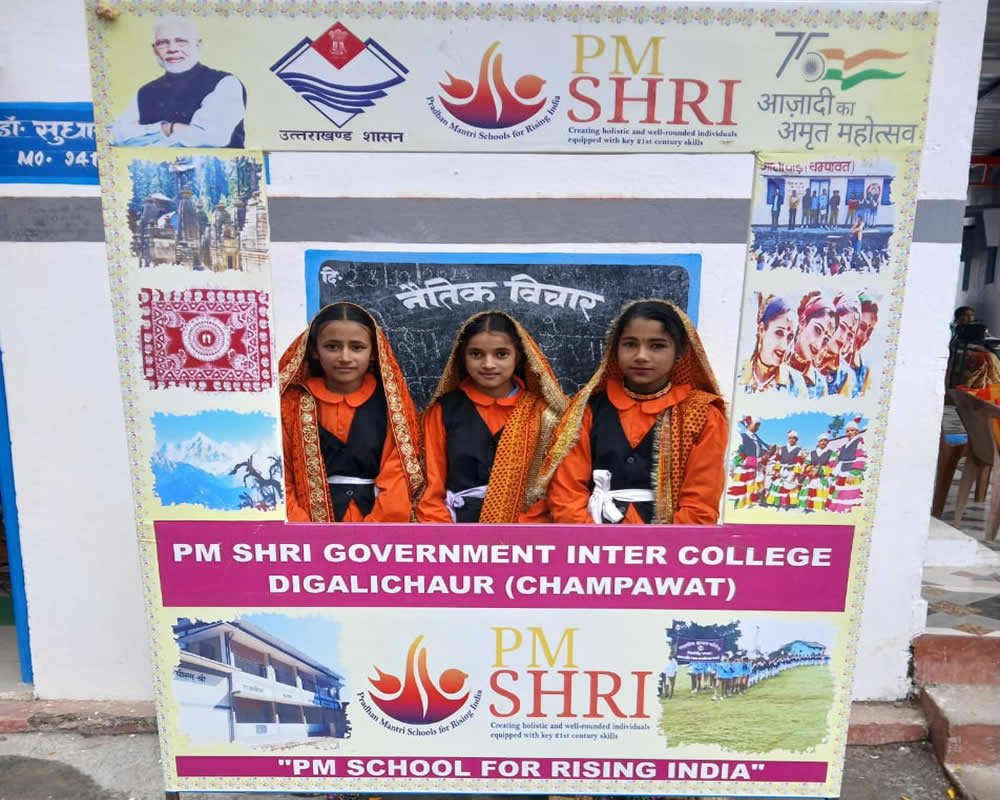 उत्तराखण्ड शासन
Pradhan Mantri Schools for Rising India
PM
SHRI
Creating holistic and well-rounded individuals
equipped with key 21st century skills
75
आज़ादी का
अमृत महोत्सव
डॉ. सुधा
MO. 941
(चम्पावत)
दि:
नैतिक विचार
PM SHRI GOVERNMENT INTER COLLEGE
DIGALICHAUR (CHAMPAWAT)
Pradhan Mantri Schools for Rising India
PM
SHRI
Creating holistic and well-rounded individuals
equipped with key 21st century skills
"PM SCHOOL FOR RISING INDIA"